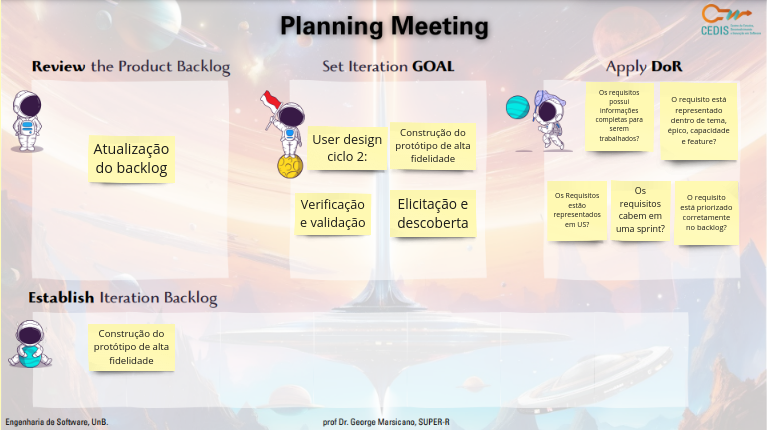 Planning Meeting
CEDIS
Review the Product Backlog
Set Iteration GOAL
Apply DoR
Atualização
do backlog
User design
ciclo 2:
Construção do
protótipo de alta
fidelidade
Verificação
e validação
Elicitação e
descoberta
Os requisitos
possui
informações
completas para
serem
trabalhados?
O requisito está
representado
dentro de tema,
épico, capacidade
e feature?
Os Requisitos
estão
representados
em US?
Os
requisitos
cabem em
uma sprint?
O requisito
está priorizado
corretamente
no backlog?
Establish Iteration Backlog
Construção do
protótipo de alta
fidelidade
Engenharia de Software, UnB.
prof Dr. George Marsicano, SUPER-R